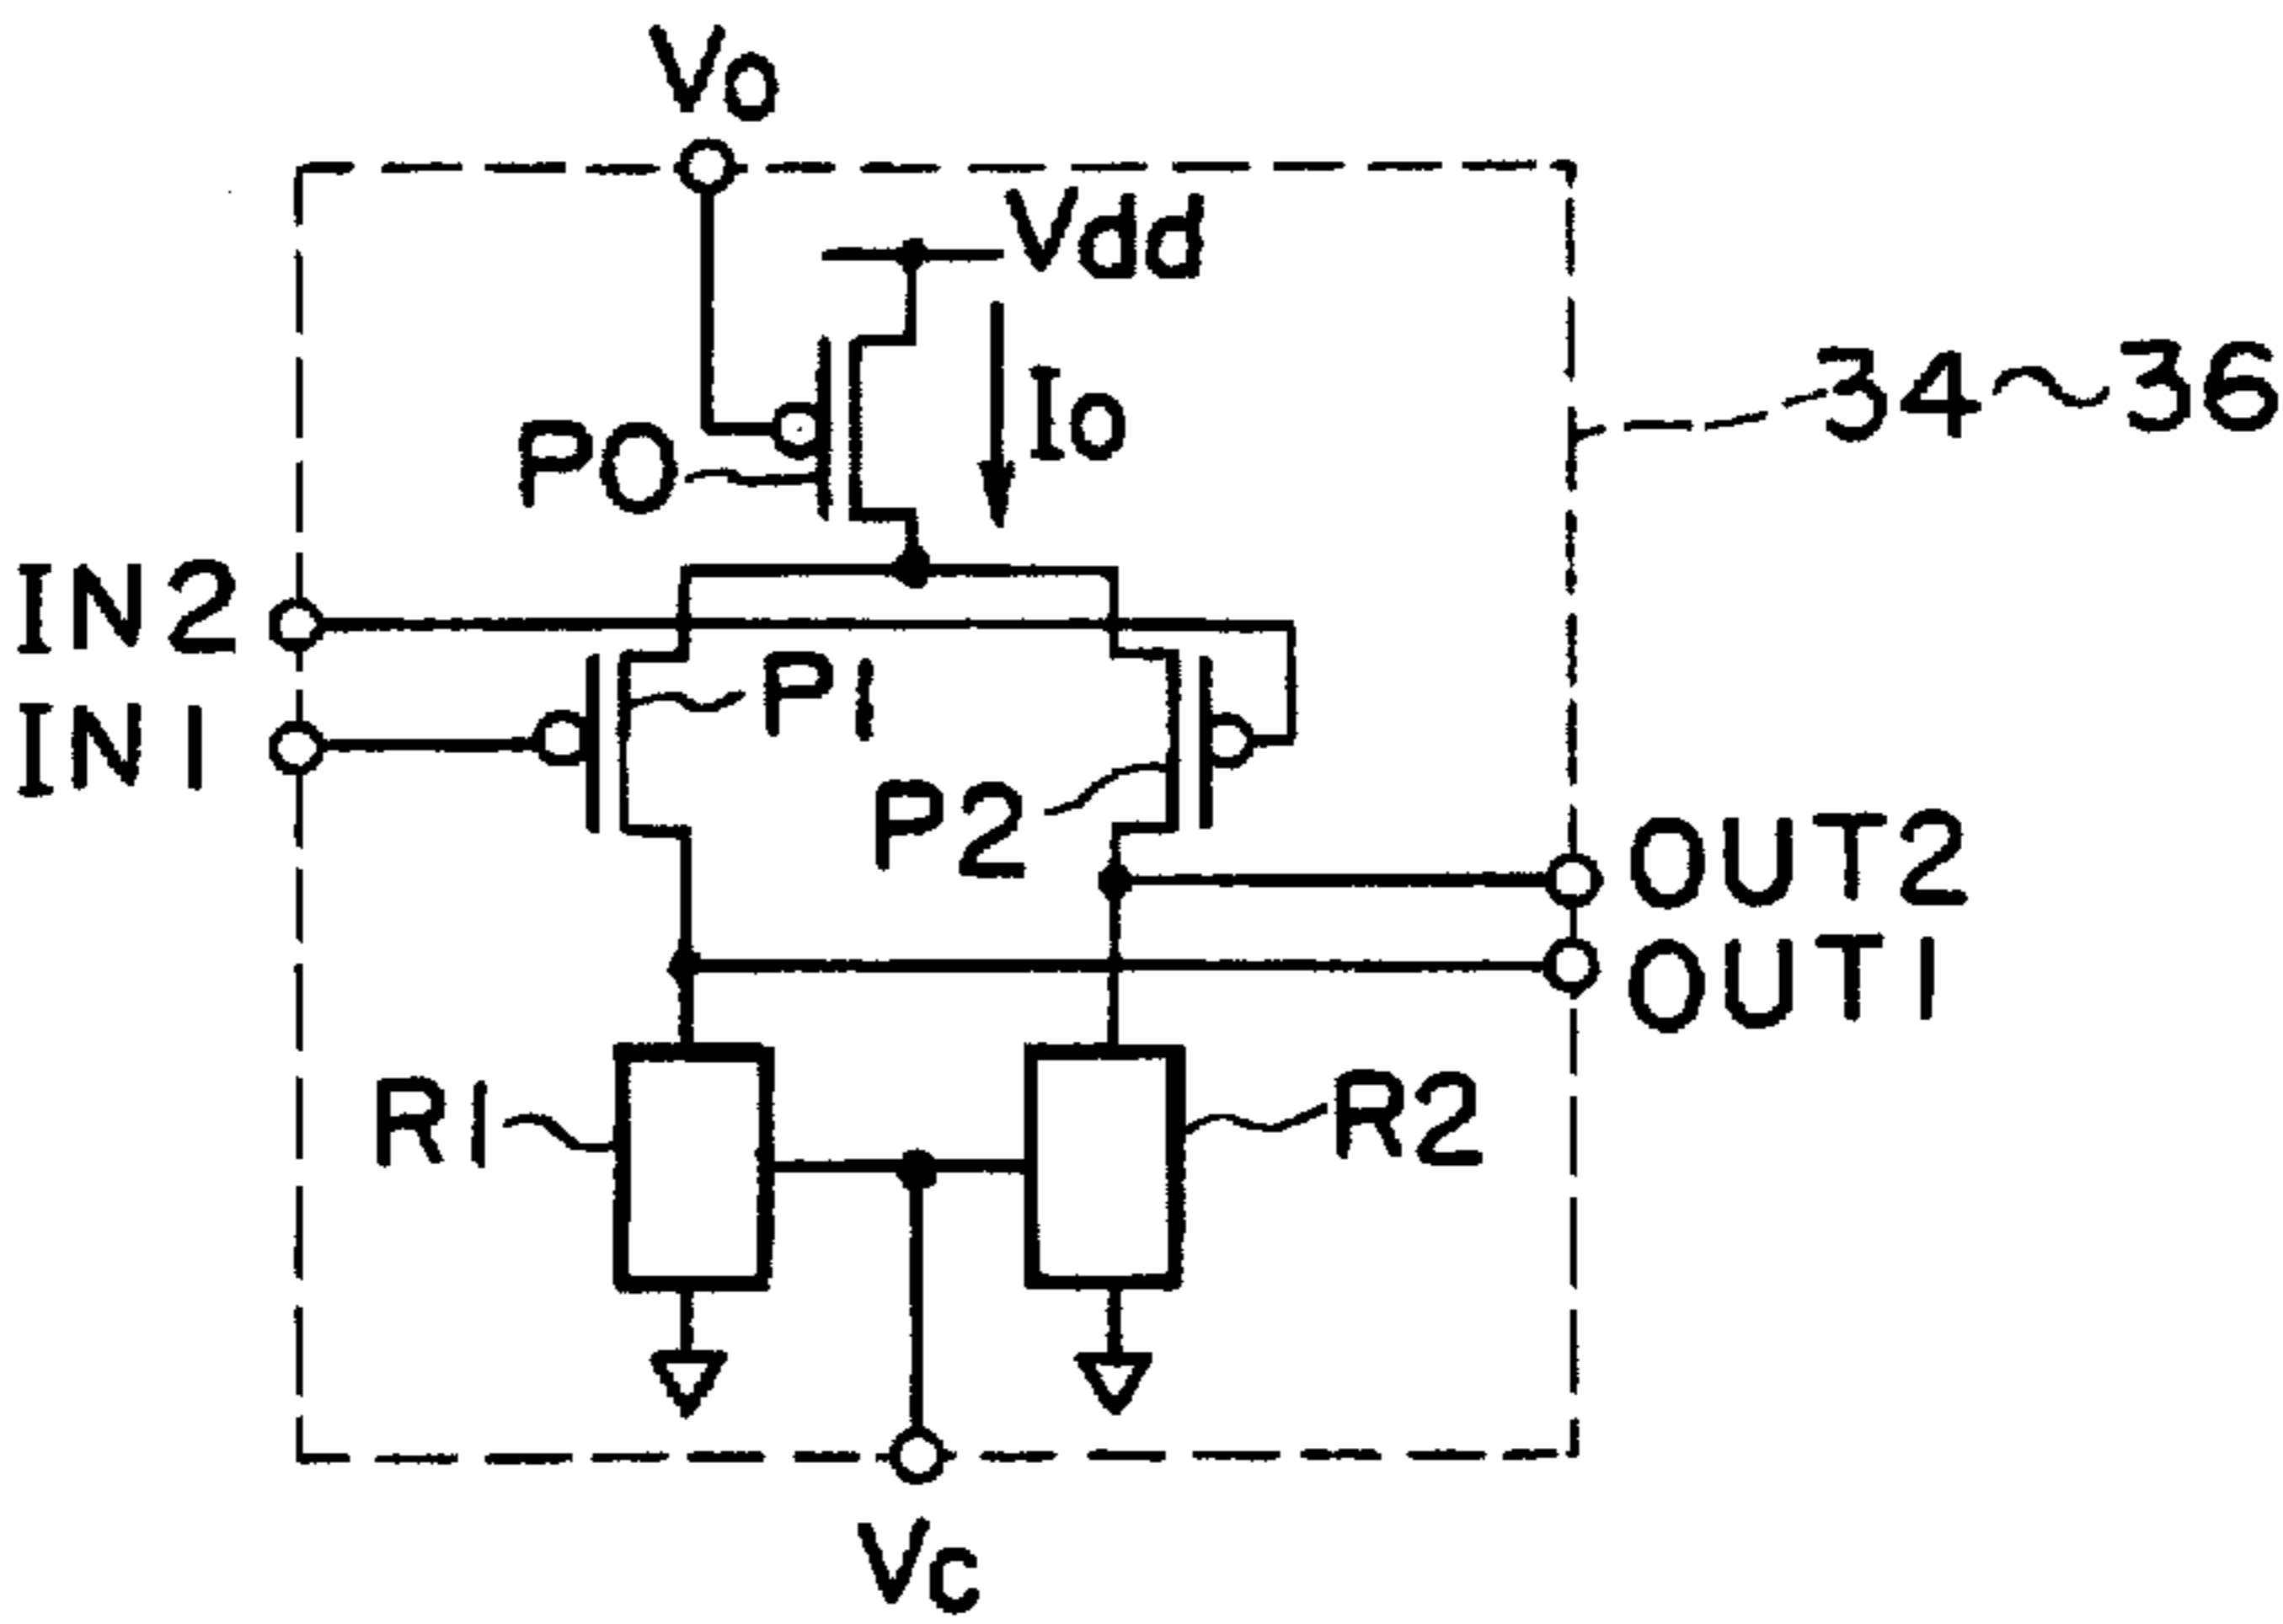 Vo
Vdd
Io
34~36
PO
IN2
P1
IN1
P2
OUT2
OUT1
R1
R2
Vc